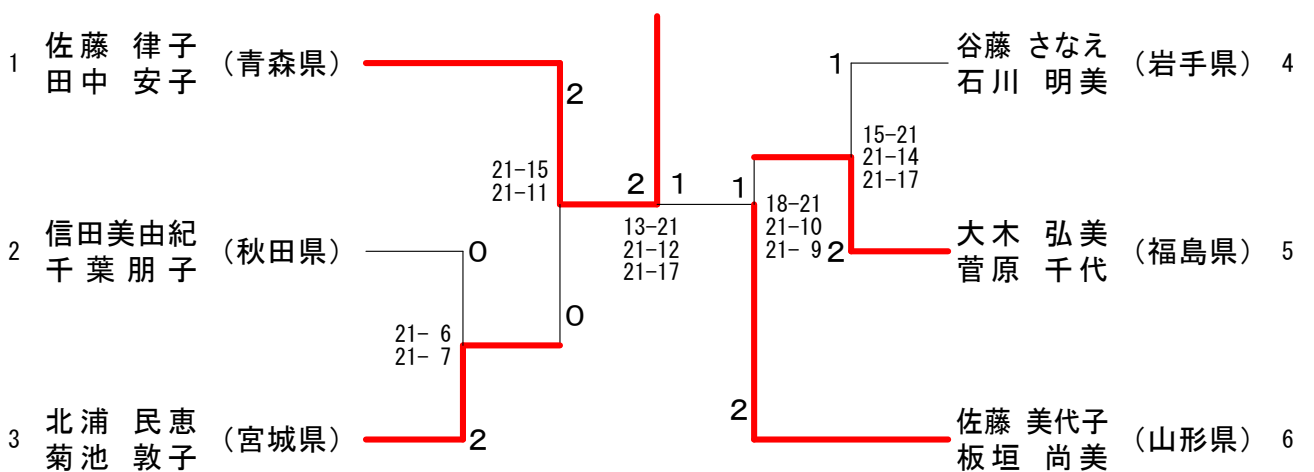 1 佐藤 律子 (青森県)
田中 安子
2
21-15
21-11
2 信田美由紀 (秋田県)
千葉朋子
0
0
21- 6
21- 7
3 北浦 民恵 (宮城県)
菊池 敦子
2
2 1
13-21
21-12
21-17
谷藤 さなえ (岩手県) 4
石川 明美
1
15-21
21-14
21-17
1
18-21
21-10
21- 9
大木 弘美 (福島県) 5
菅原 千代
2
佐藤 美代子 (山形県) 6
板垣 尚美
2